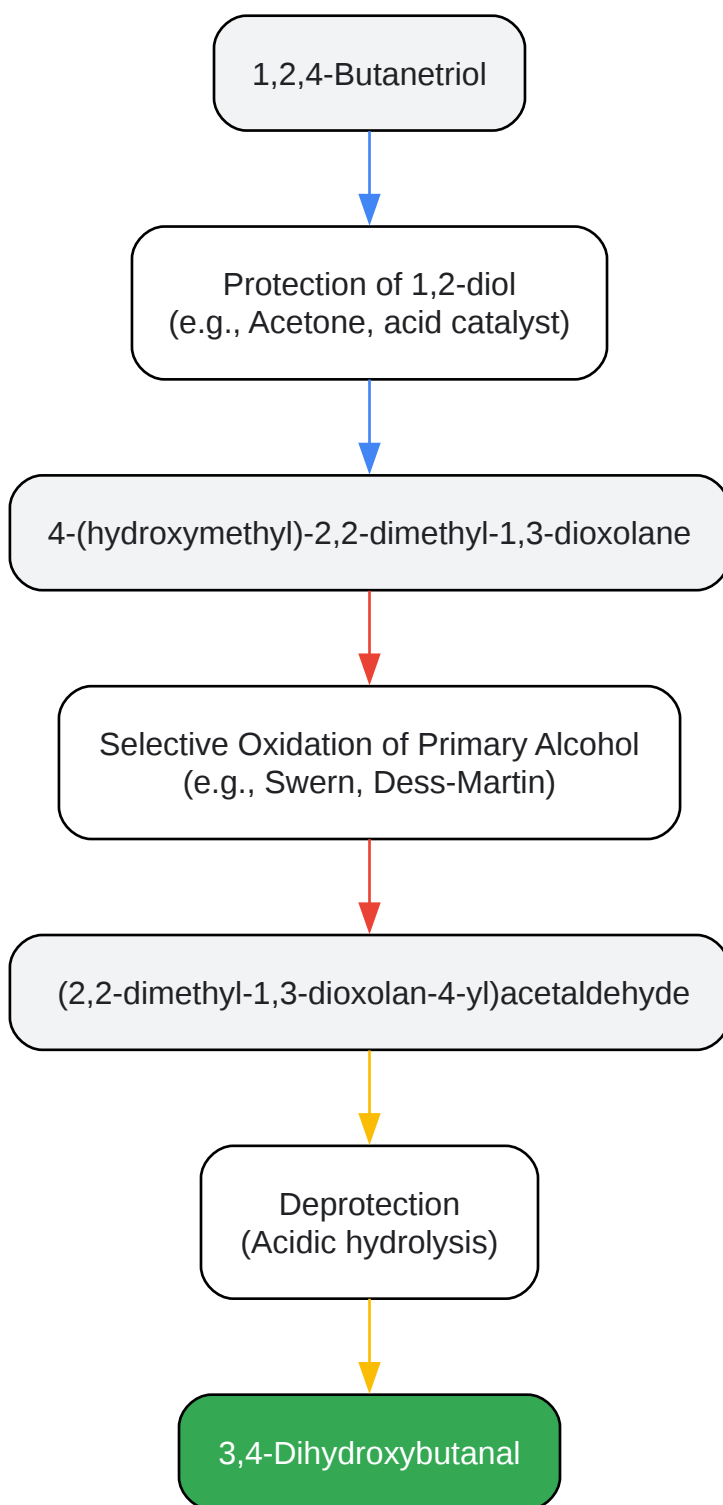 1,2,4-Butanetriol
Protection of 1,2-diol
(e.g., Acetone, acid catalyst)
4-(hydroxymethyl)-2,2-dimethyl-1,3-dioxolane
Selective Oxidation of Primary Alcohol
(e.g., Swern, Dess-Martin)
(2,2-dimethyl-1,3-dioxolan-4-yl)acetaldehyde
Deprotection
(Acidic hydrolysis)
3,4-Dihydroxybutanal